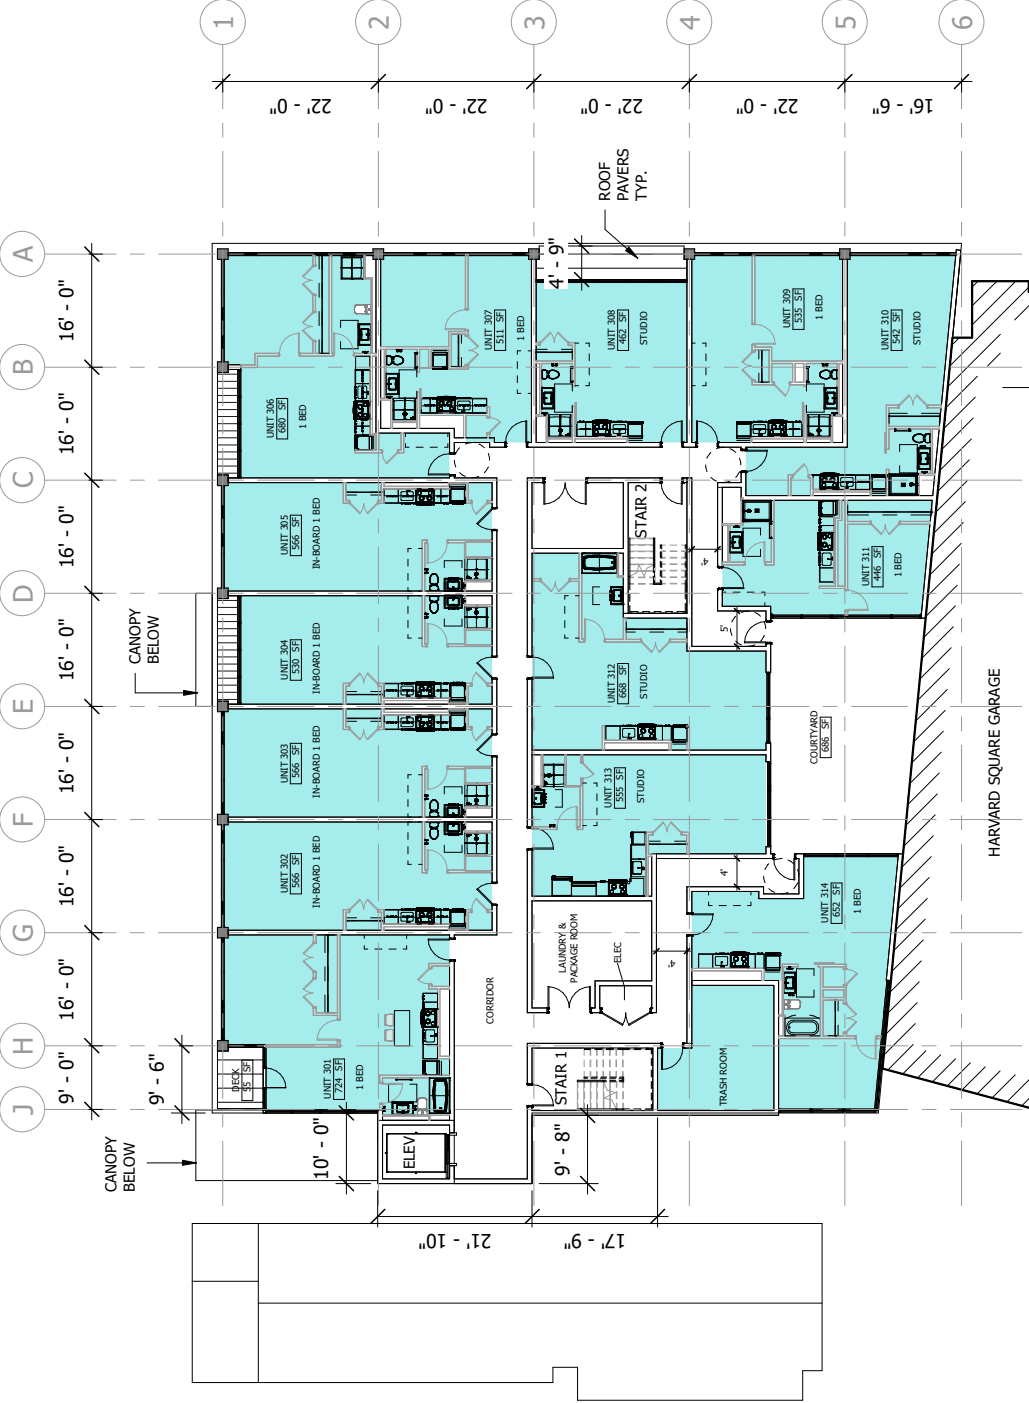 1
2
3
4
5
6
22' - 0"
22' - 0"
22' - 0"
22' - 0"
16' - 6"
A
B
C
D
E
F
G
H
J
16' - 0"
16' - 0"
16' - 0"
16' - 0"
16' - 0"
16' - 0"
16' - 0"
9' - 0"
9' - 6"
ROOF
PAVERS
TYP.
4' - 9"
CANOPY
BELOW
CANOPY
BELOW
UNIT 306
680 SF
1 BED
UNIT 307
511 SF
1 BED
UNIT 308
462 SF
STUDIO
UNIT 309
535 SF
1 BED
UNIT 310
542 SF
STUDIO
UNIT 305
566 SF
IN-BOARD 1 BED
UNIT 304
530 SF
IN-BOARD 1 BED
UNIT 303
566 SF
IN-BOARD 1 BED
UNIT 302
566 SF
IN-BOARD 1 BED
STAIR 2
4'
5'
UNIT 311
446 SF
1 BED
UNIT 312
668 SF
STUDIO
COURTYARD
686 SF
UNIT 313
555 SF
STUDIO
4'
UNIT 314
652 SF
1 BED
LAUNDRY &
PACKAGE ROOM
ELEC
4'
CORRIDOR
DECK
55 SF
UNIT 301
724 SF
1 BED
STAIR 1
TRASH ROOM
ELEV
10' - 0"
9' - 8"
21' - 10"
17' - 9"
HARVARD SQUARE GARAGE